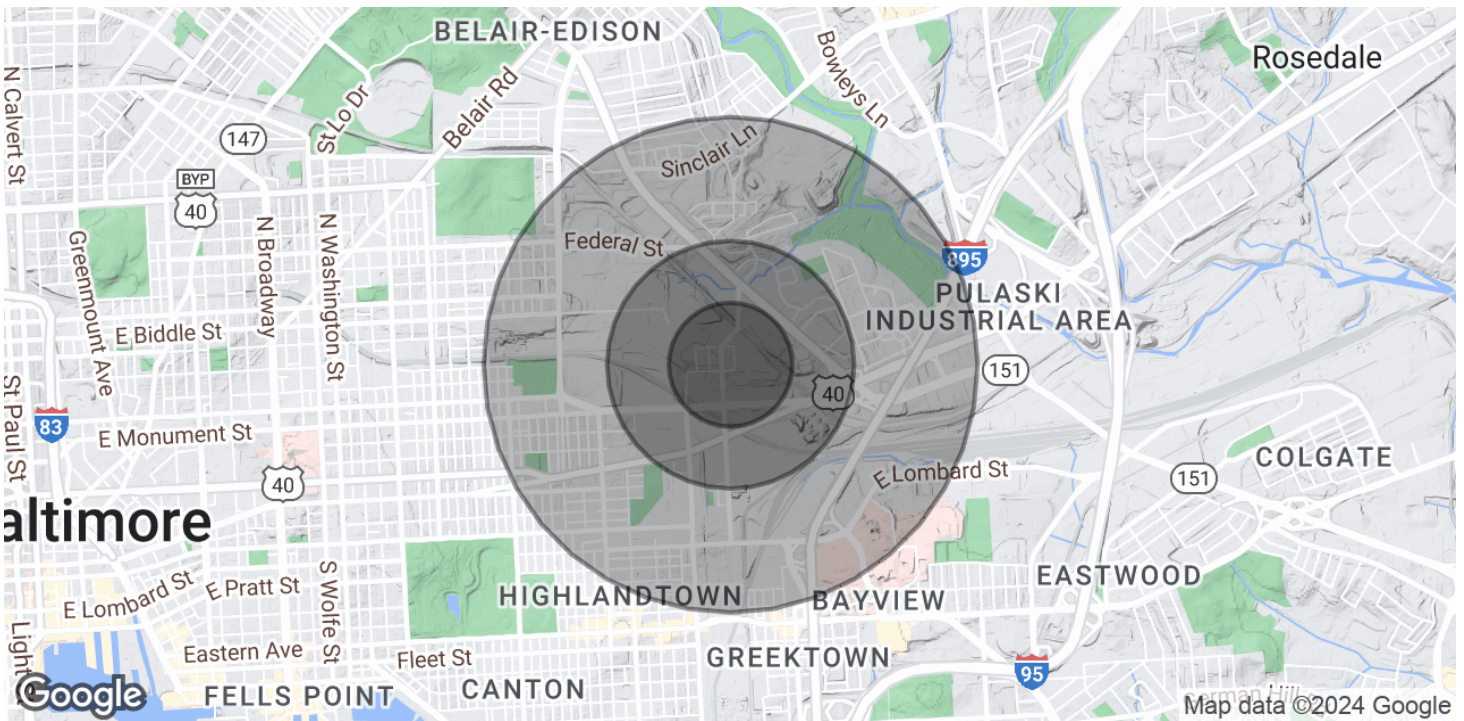 BELAIR-EDISON
Rosedale
N Calvert St
St Lo Dr
Belair Rd
Bowleys Ln
147
Sinclair Ln
BYP
40
Greenmount Ave
N Broadway
N Washington St
Federal St
895
PULASKI
INDUSTRIAL AREA
E Biddle St
151
St Paul St
83
40
E Monument St
COLGATE
E Lombard St
151
40
altimore
E Lombard St
E Pratt St
S Wolfe St
HIGHLANDTOWN
BAYVIEW
EASTWOOD
Light
Eastern Ave
Fleet St
GREEKTOWN
95
Google
FELLS POINT
CANTON
Map data ©2024 Google